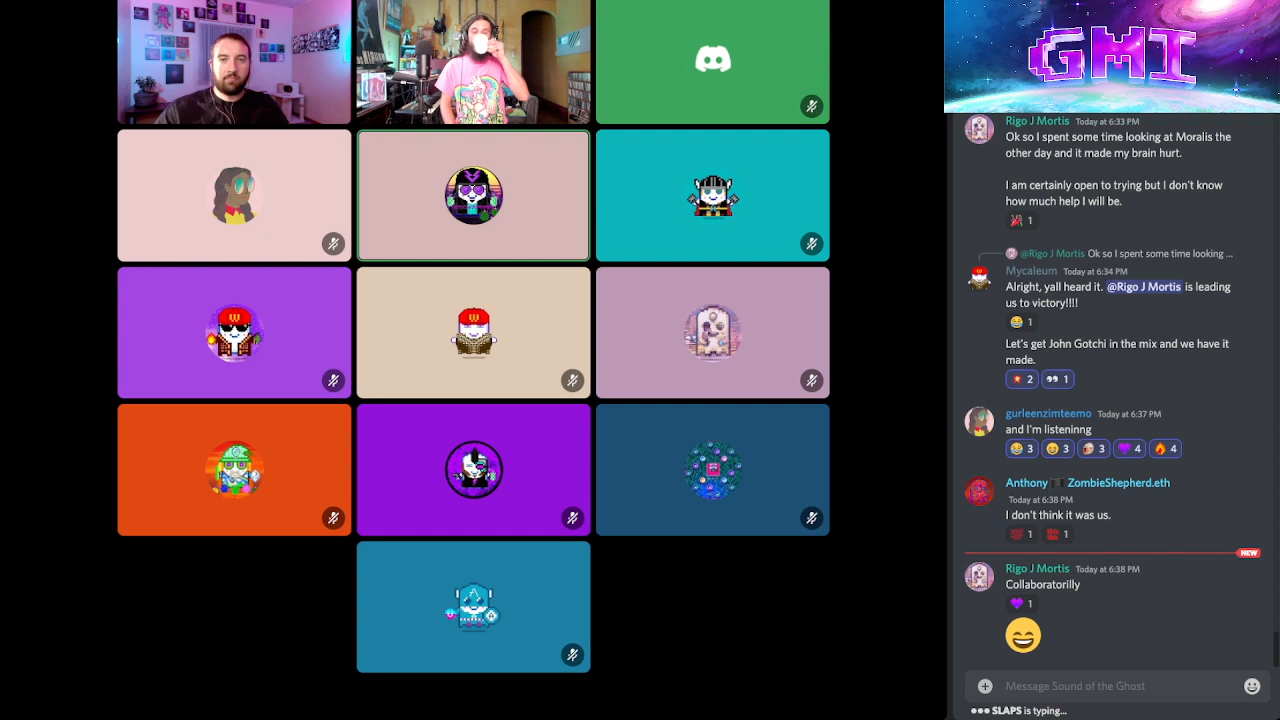 GMI
Rigo J Mortis Today at 6:33 PM
Ok so I spent some time looking at Moralis the
other day and it made my brain hurt.
I am certainly open to trying but I don't know
how much help I will be.
1
@Rigo J Mortis Ok so I spent some time looking ...
Mycaleum Today at 6:34 PM
Alright, yall heard it. @Rigo J Mortis is leading
us to victory!!!!
1
Let's get John Gotchi in the mix and we have it
made.
2 1
gurleenzimteemo Today at 6:37 PM
and I'm listeninng
3 3 3 4 4
Anthony ZombieShepherd.eth
Today at 6:38 PM
I don't think it was us.
1 1
NEW
Rigo J Mortis Today at 6:38 PM
Collaboratorilly
1
Message Sound of the Ghost
SLAPS is typing...